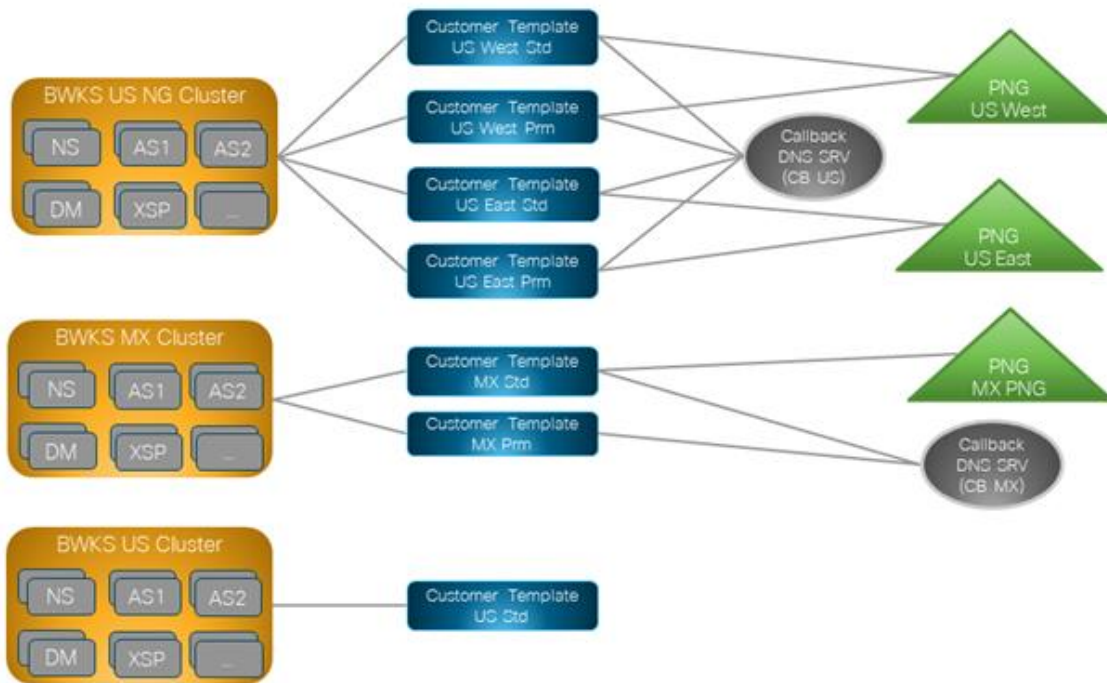 BWKS US NG Cluster
NS
AS1
AS2
DM
XSP
...
Customer Template
US West Std
Customer Template
US West Prm
Customer Template
US East Std
Customer Template
US East Prm
Callback
DNS SRV
(CB US)
PNG
US West
PNG
US East
BWKS MX Cluster
NS
AS1
AS2
DM
XSP
...
Customer Template
MX Std
Customer Template
MX Prm
PNG
MX PNG
Callback
DNS SRV
(CB MX)
BWKS US Cluster
NS
AS1
AS2
DM
XSP
...
Customer Template
US Std